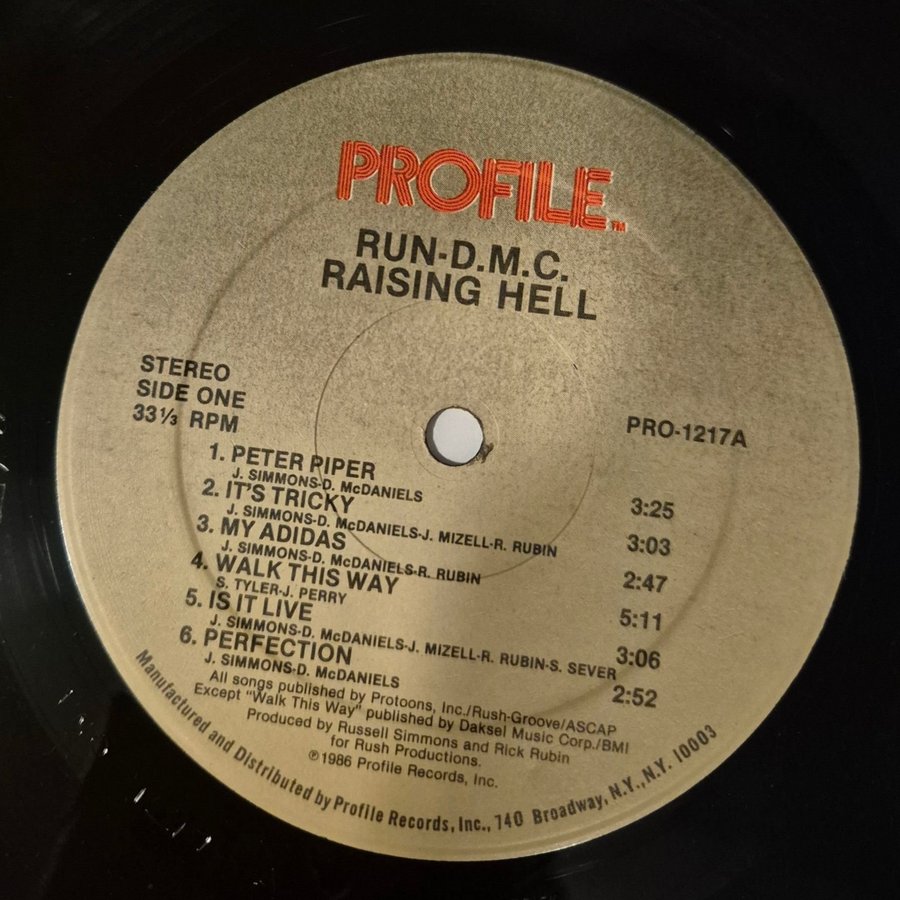 PROFILE™
RUN-D.M.C.
RAISING HELL
STEREO
SIDE ONE
33⅓ RPM
PRO-1217A
1. PETER PIPER 3:25
J. SIMMONS-D. McDANIELS
2. IT'S TRICKY 3:03
J. SIMMONS-D. McDANIELS-J. MIZELL-R. RUBIN
3. MY ADIDAS 2:47
J. SIMMONS-D. McDANIELS-R. RUBIN
4. WALK THIS WAY 5:11
S. TYLER-J. PERRY
5. IS IT LIVE 3:06
J. SIMMONS-D. McDANIELS-J. MIZELL-R. RUBIN-S. SEVER
6. PERFECTION 2:52
J. SIMMONS-D. McDANIELS
All songs published by Protoons, Inc./Rush-Groove/ASCAP
Except "Walk This Way" published by Daksel Music Corp./BMI
Produced by Russell Simmons and Rick Rubin
for Rush Productions.
℗1986 Profile Records, Inc.
Manufactured and Distributed by Profile Records, Inc., 740 Broadway, N.Y., N.Y. 10003